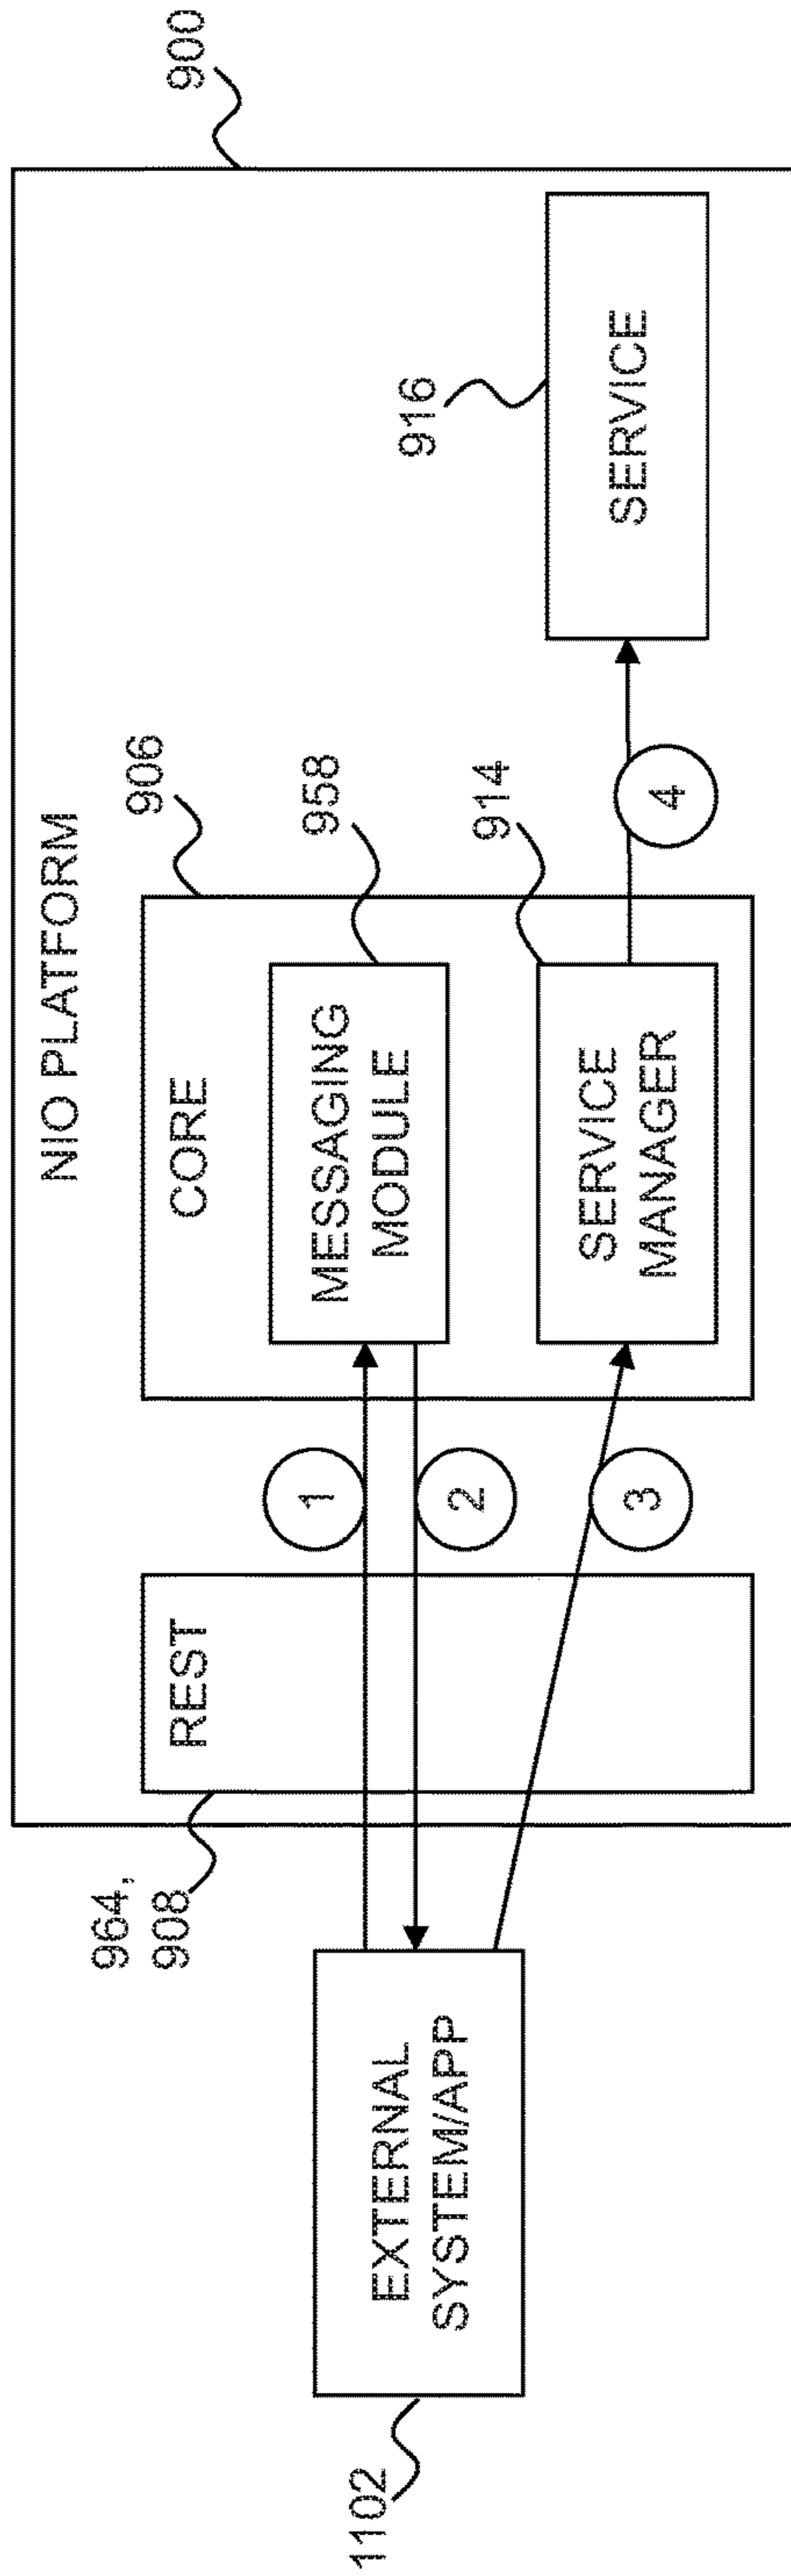 NIO PLATFORM
900
906
CORE
MESSAGING
MODULE
958
SERVICE
MANAGER
914
916
SERVICE
REST
964,
908
1
2
3
4
EXTERNAL
SYSTEM/APP
1102